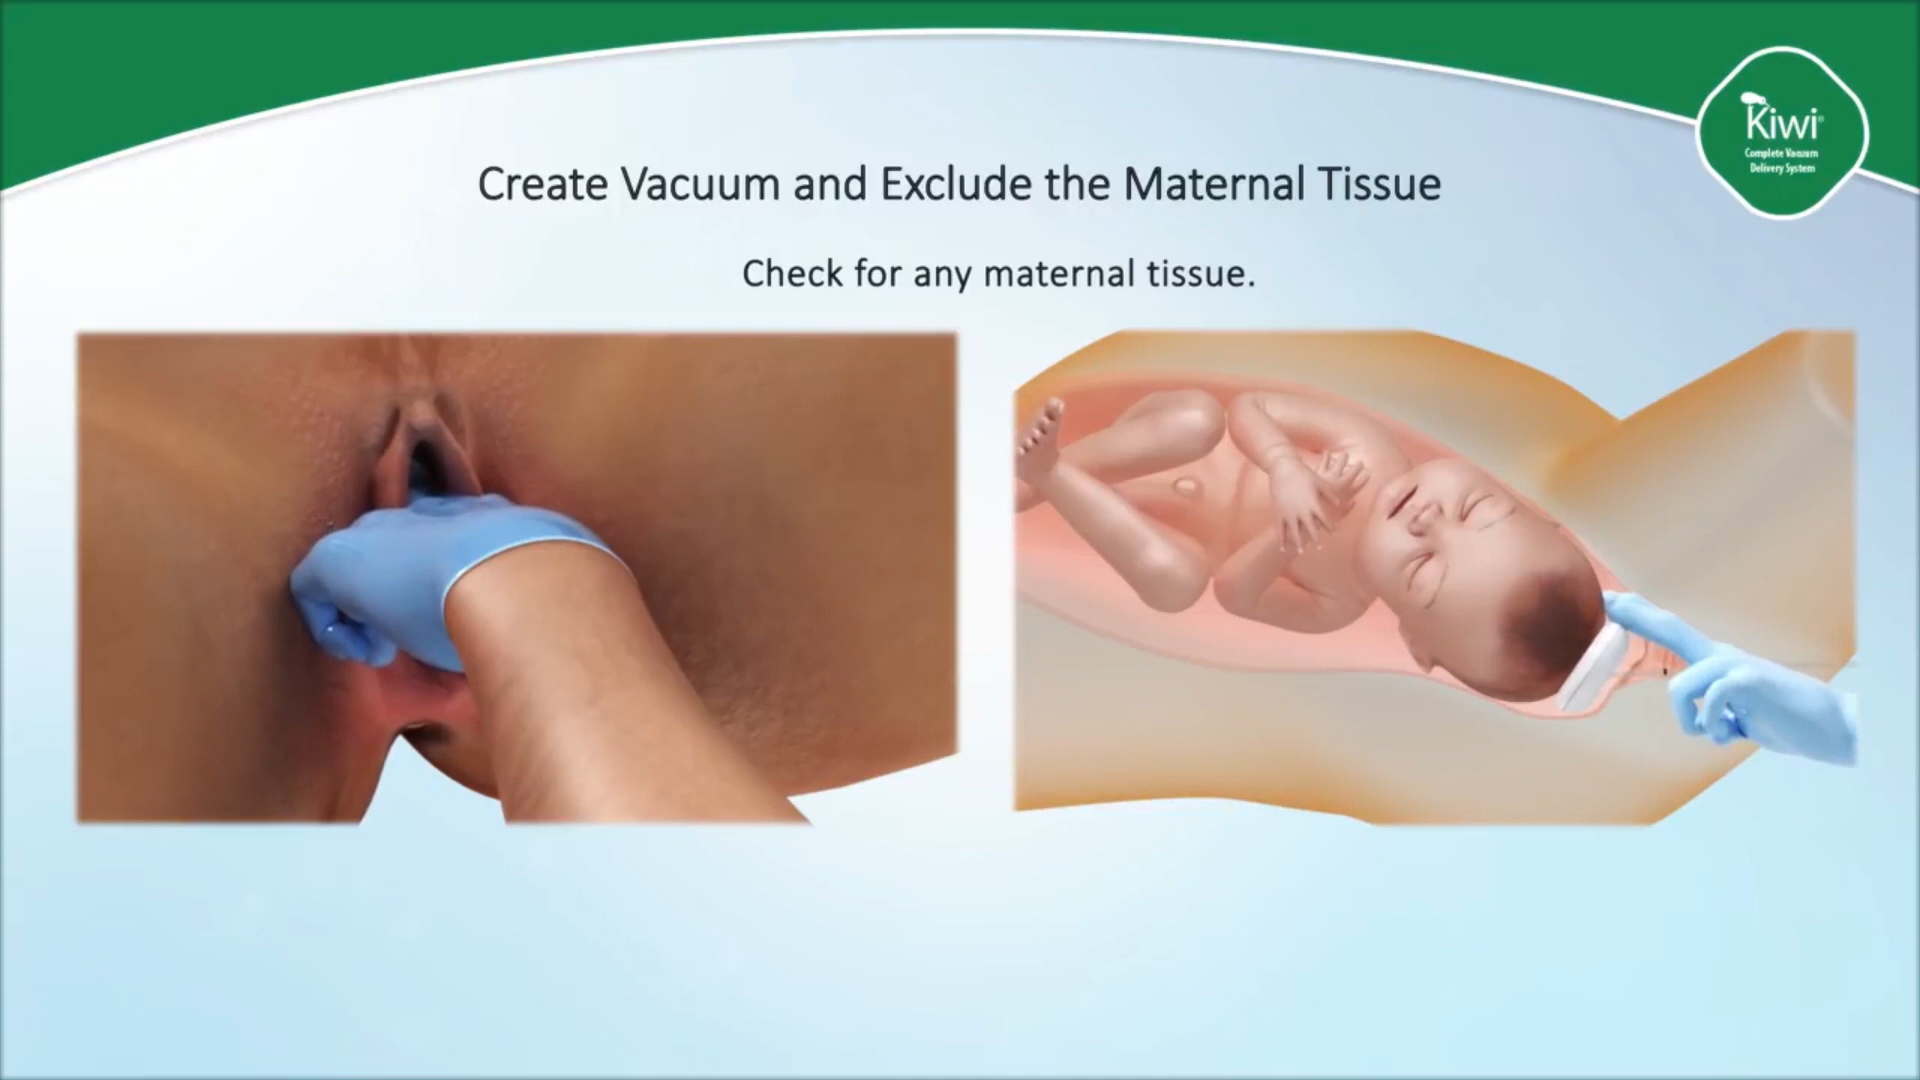 Create Vacuum and Exclude the Maternal Tissue
Check for any maternal tissue.
Kiwi®
Complete Vacuum
Delivery System